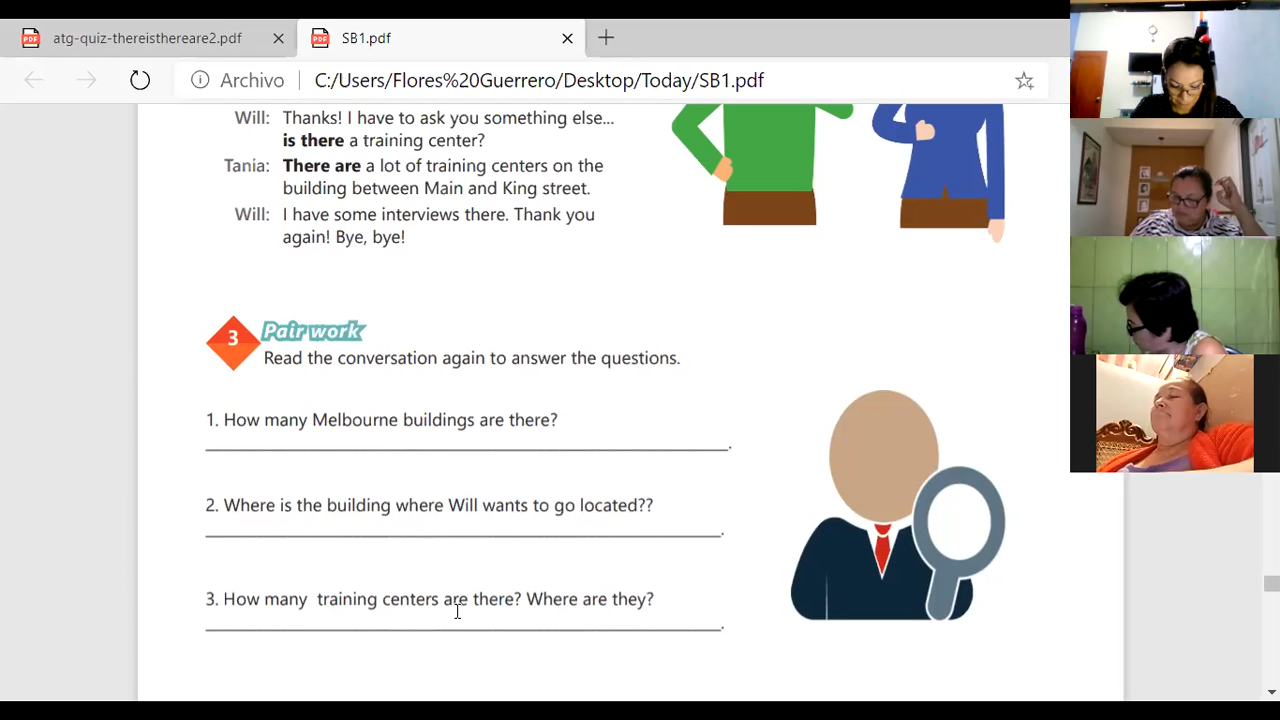 atg-quiz-thereisthereare2.pdf
SB1.pdf
Archivo
C:/Users/Flores%20Guerrero/Desktop/Today/SB1.pdf
Will: Thanks! I have to ask you something else...
is there a training center?
Tania: There are a lot of training centers on the
building between Main and King street.
Will: I have some interviews there. Thank you
again! Bye, bye!
3 Pair work
Read the conversation again to answer the questions.
1. How many Melbourne buildings are there?
2. Where is the building where Will wants to go located??
3. How many training centers are there? Where are they?